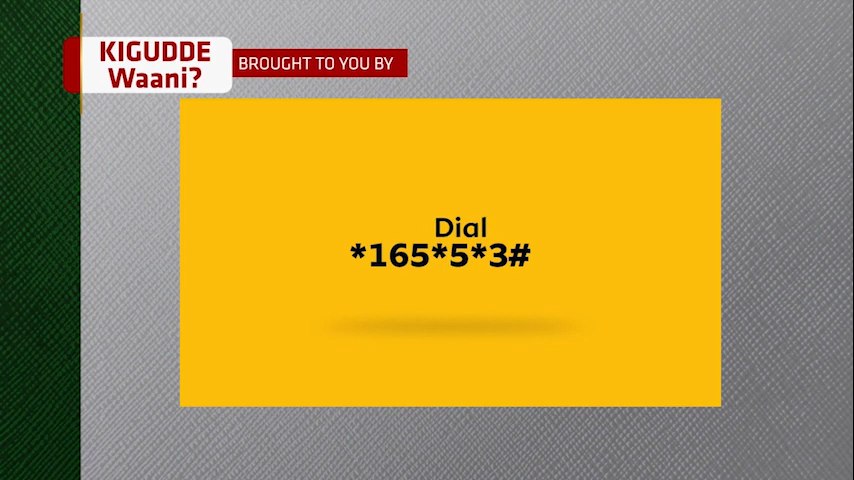 KIGUDDE
Waani?
BROUGHT TO YOU BY
Dial
*165*5*3#